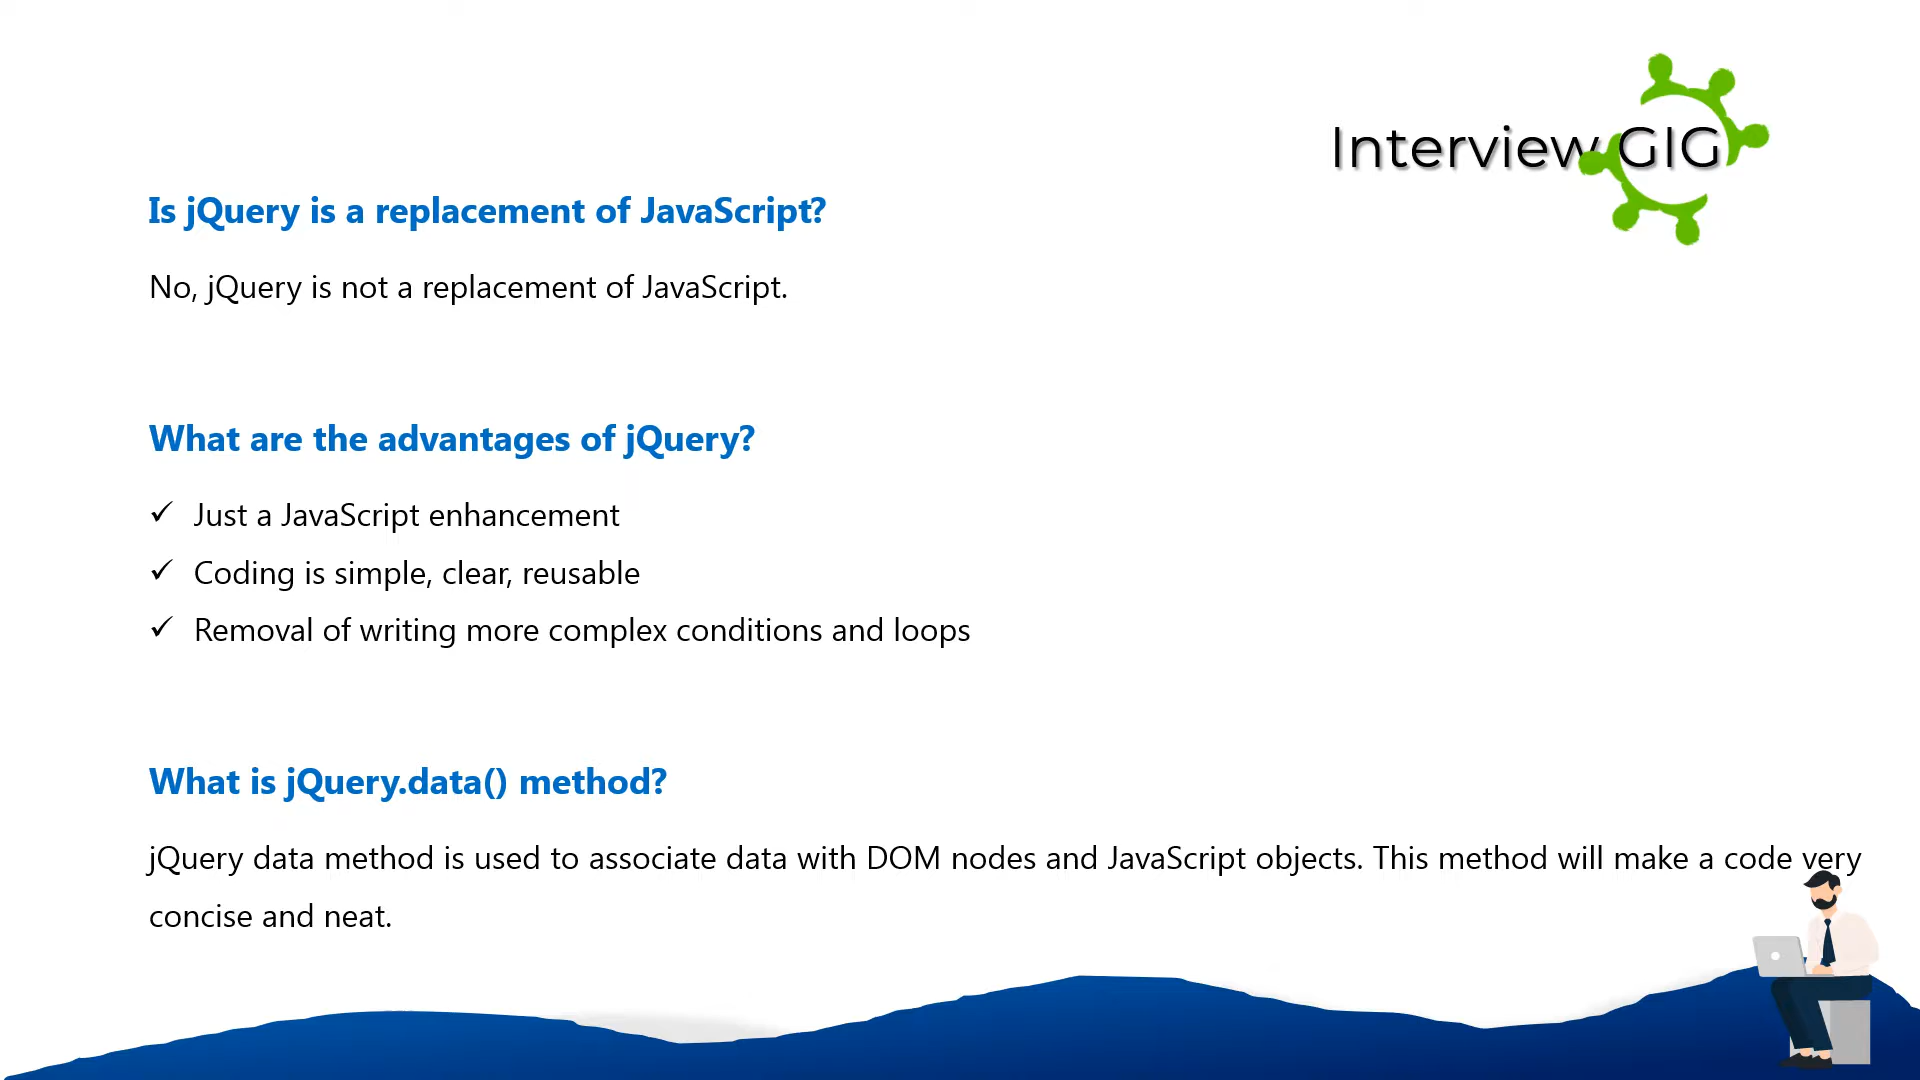 Interview GIG
Is jQuery is a replacement of JavaScript?
No, jQuery is not a replacement of JavaScript.
What are the advantages of jQuery?
✓ Just a JavaScript enhancement
✓ Coding is simple, clear, reusable
✓ Removal of writing more complex conditions and loops
What is jQuery.data() method?
jQuery data method is used to associate data with DOM nodes and JavaScript objects. This method will make a code very
concise and neat.